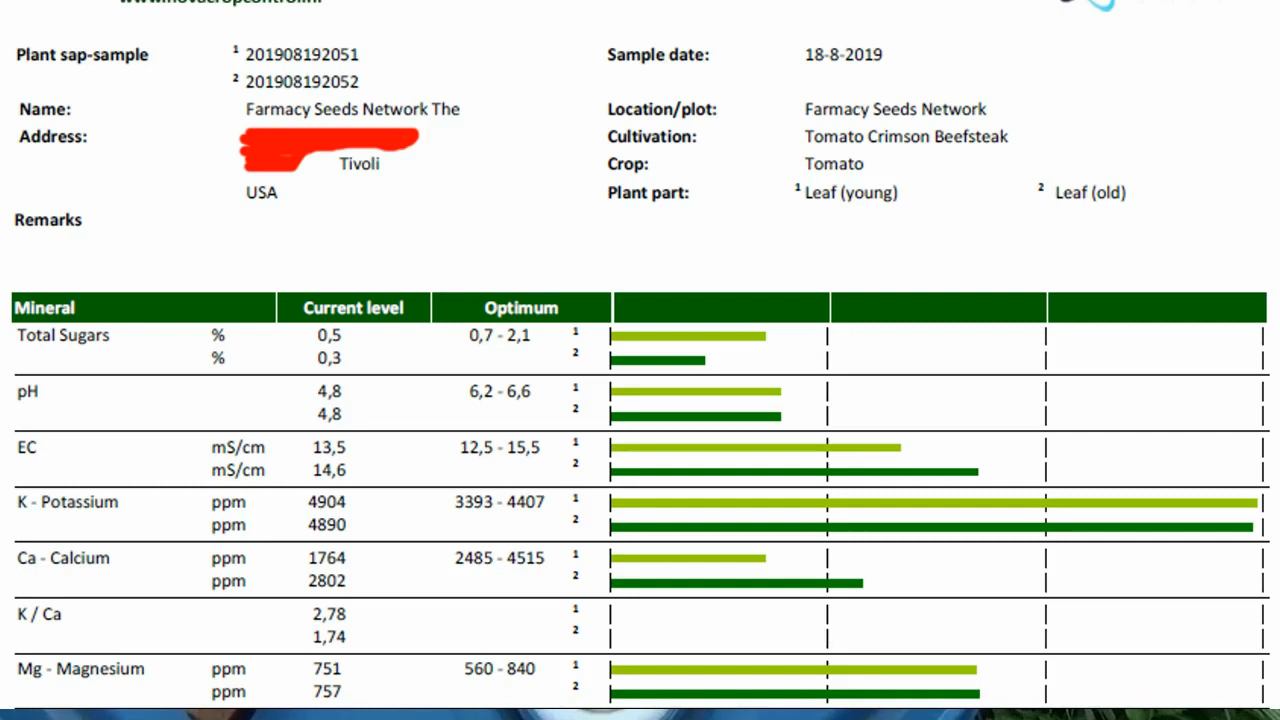 Plant sap-sample ¹ 201908192051 Sample date: 18-8-2019
² 201908192052
Name: Farmacy Seeds Network The Location/plot: Farmacy Seeds Network
Address: Cultivation: Tomato Crimson Beefsteak
Tivoli Crop: Tomato
USA Plant part: ¹ Leaf (young) ² Leaf (old)
Remarks
Mineral Current level Optimum
Total Sugars % 0,5 0,7 - 2,1 1
% 0,3 2
pH 4,8 6,2 - 6,6 1
4,8 2
EC mS/cm 13,5 12,5 - 15,5 1
mS/cm 14,6 2
K - Potassium ppm 4904 3393 - 4407 1
ppm 4890 2
Ca - Calcium ppm 1764 2485 - 4515 1
ppm 2802 2
K / Ca 2,78 1
1,74 2
Mg - Magnesium ppm 751 560 - 840 1
ppm 757 2